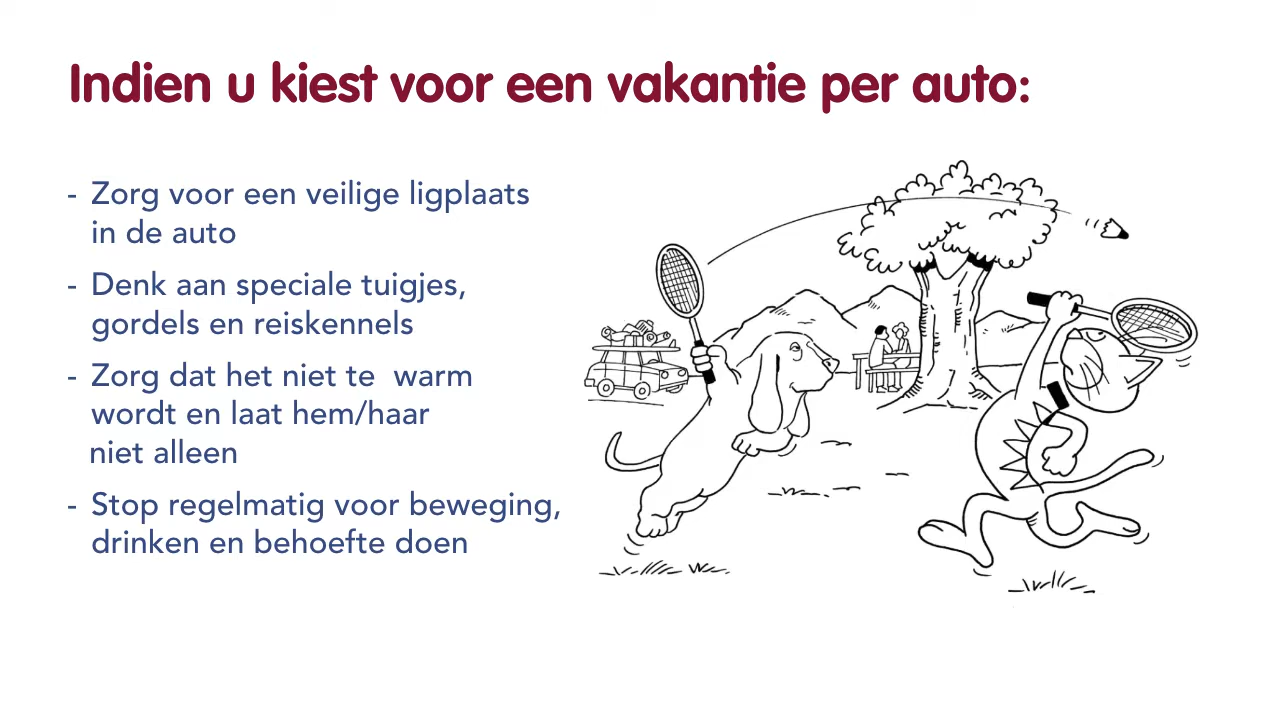 Indien u kiest voor een vakantie per auto:
- Zorg voor een veilige ligplaats
in de auto
- Denk aan speciale tuigjes,
gordels en reiskennels
- Zorg dat het niet te  warm
wordt en laat hem/haar
niet alleen
- Stop regelmatig voor beweging,
drinken en behoefte doen